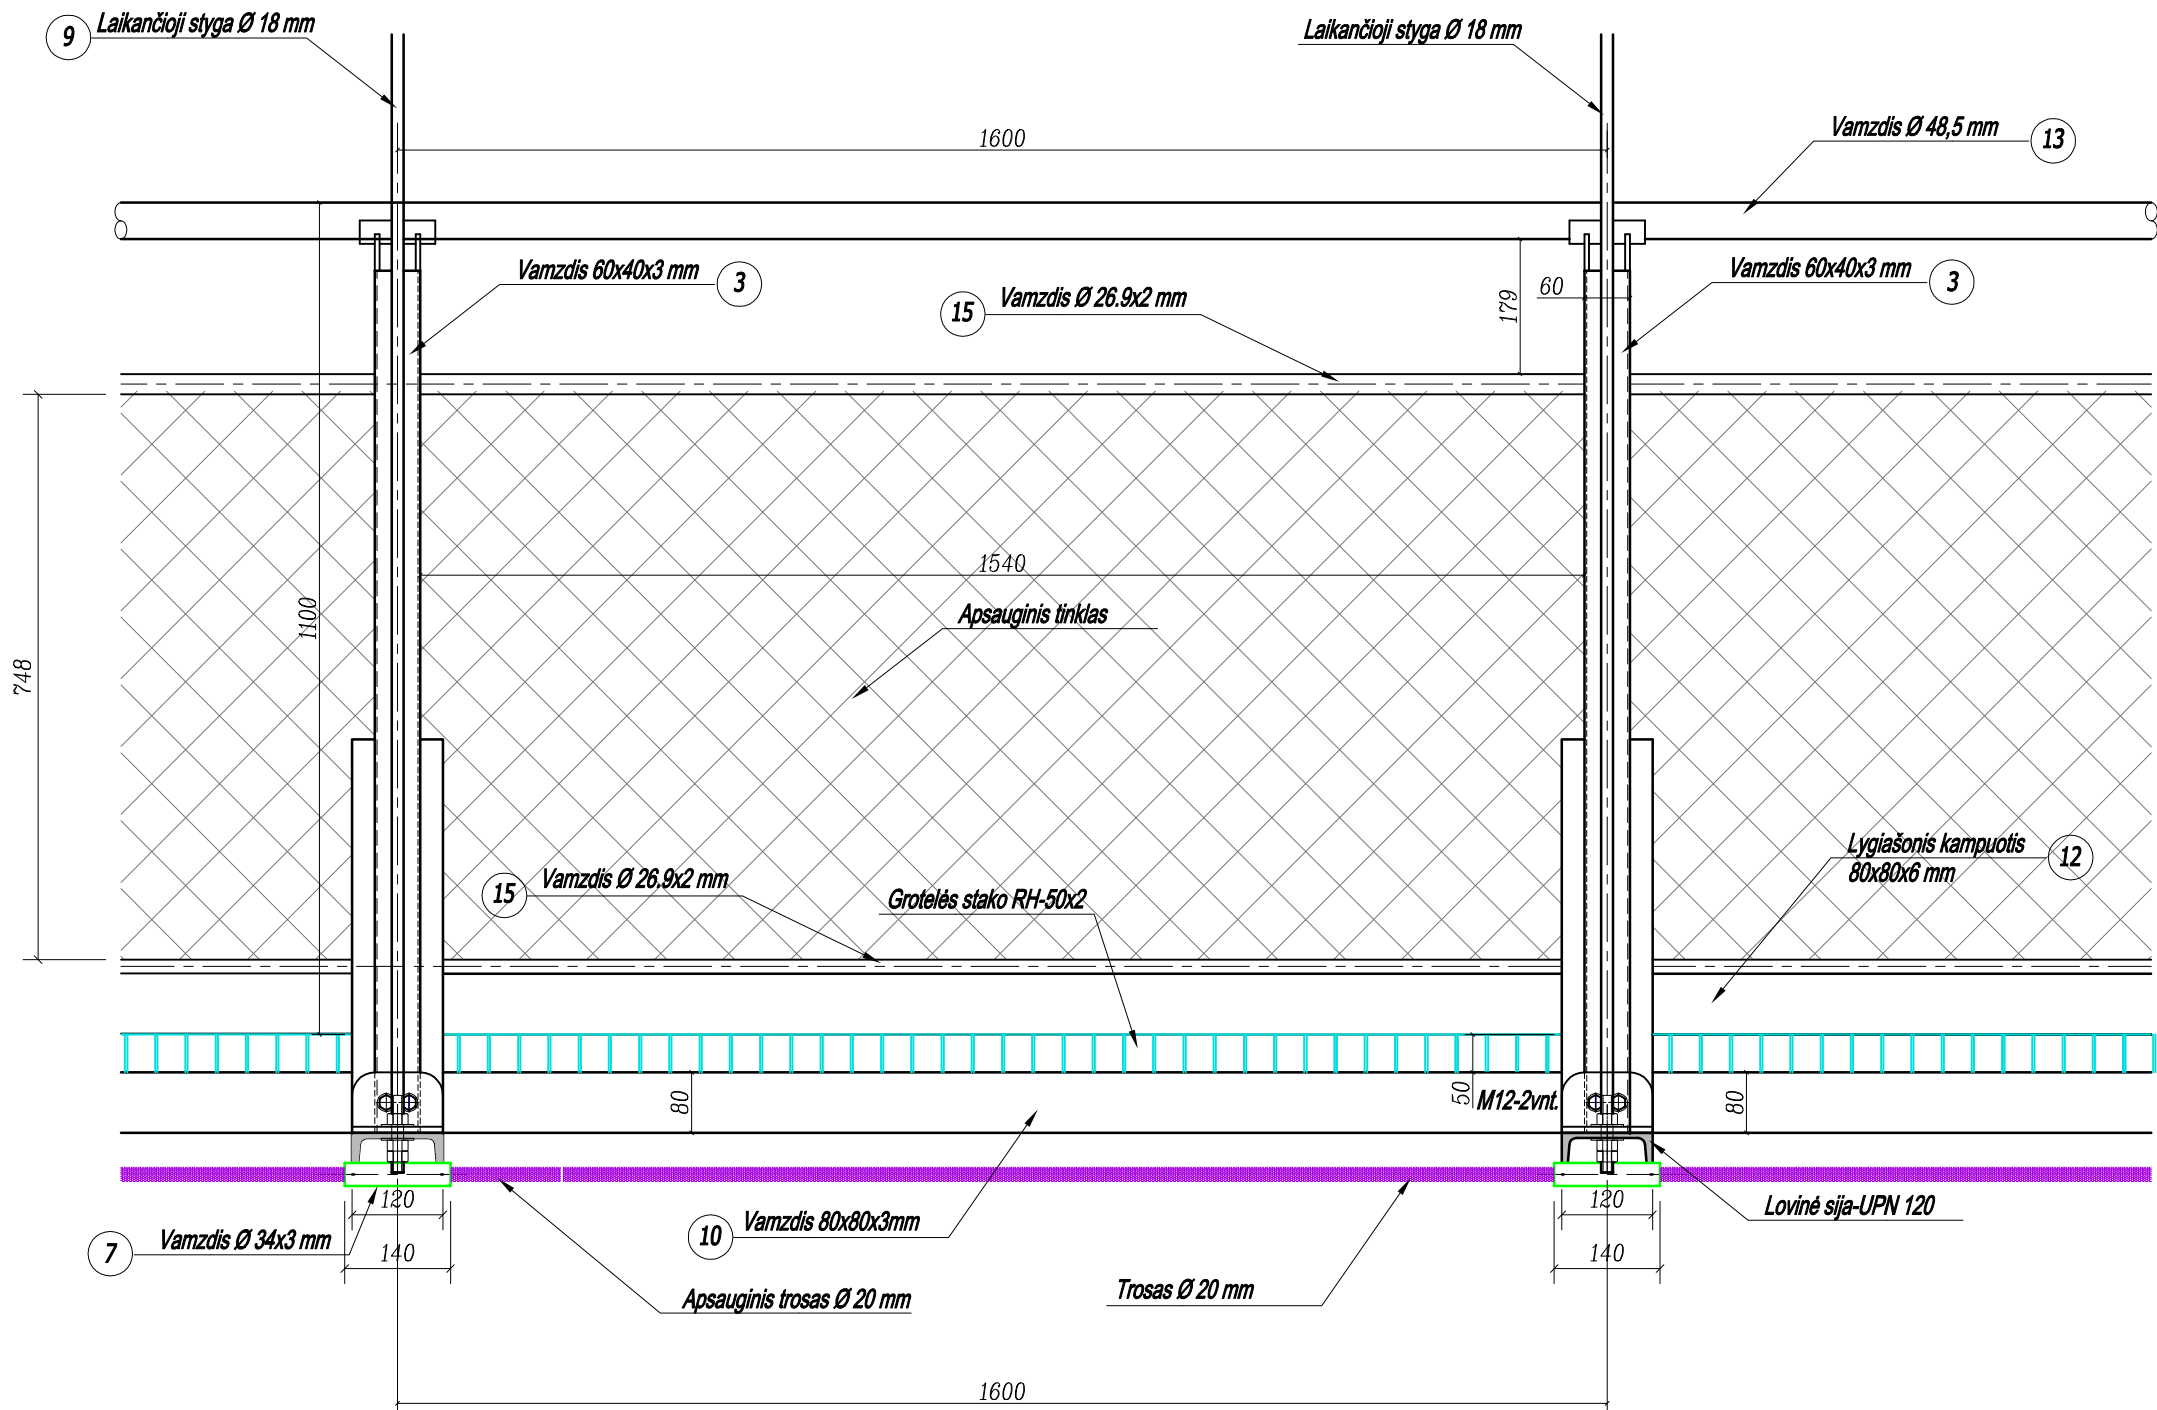 9
Laikančioji styga Ø 18 mm
Laikančioji styga Ø 18 mm
1600
Vamzdis Ø 48,5 mm
13
Vamzdis 60x40x3 mm
3
15
Vamzdis Ø 26.9x2 mm
179
60
Vamzdis 60x40x3 mm
3
1540
1100
Apsauginis tinklas
748
15
Vamzdis Ø 26.9x2 mm
Grotelės stako RH-50x2
Lygiašonis kampuotis
80x80x6 mm
12
80
50
M12-2vnt.
80
120
120
Lovinė sija-UPN 120
7
Vamzdis Ø 34x3 mm
140
10
Vamzdis 80x80x3mm
140
Apsauginis trosas Ø 20 mm
Trosas Ø 20 mm
1600